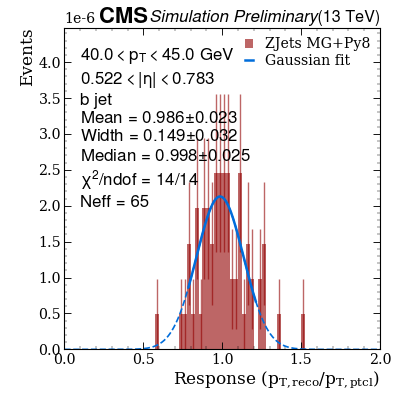 1e-6 CMS Simulation Preliminary (13 TeV)
Events
40.0 < pT < 45.0 GeV
0.522 < |η| < 0.783
b jet
Mean = 0.986±0.023
Width = 0.149±0.032
Median = 0.998±0.025
χ²/ndof = 14/14
Neff = 65
ZJets MG+Py8
Gaussian fit
4.0
3.5
3.0
2.5
2.0
1.5
1.0
0.5
0.0
0.0 0.5 1.0 1.5 2.0
Response (pT,reco/pT,ptcl)